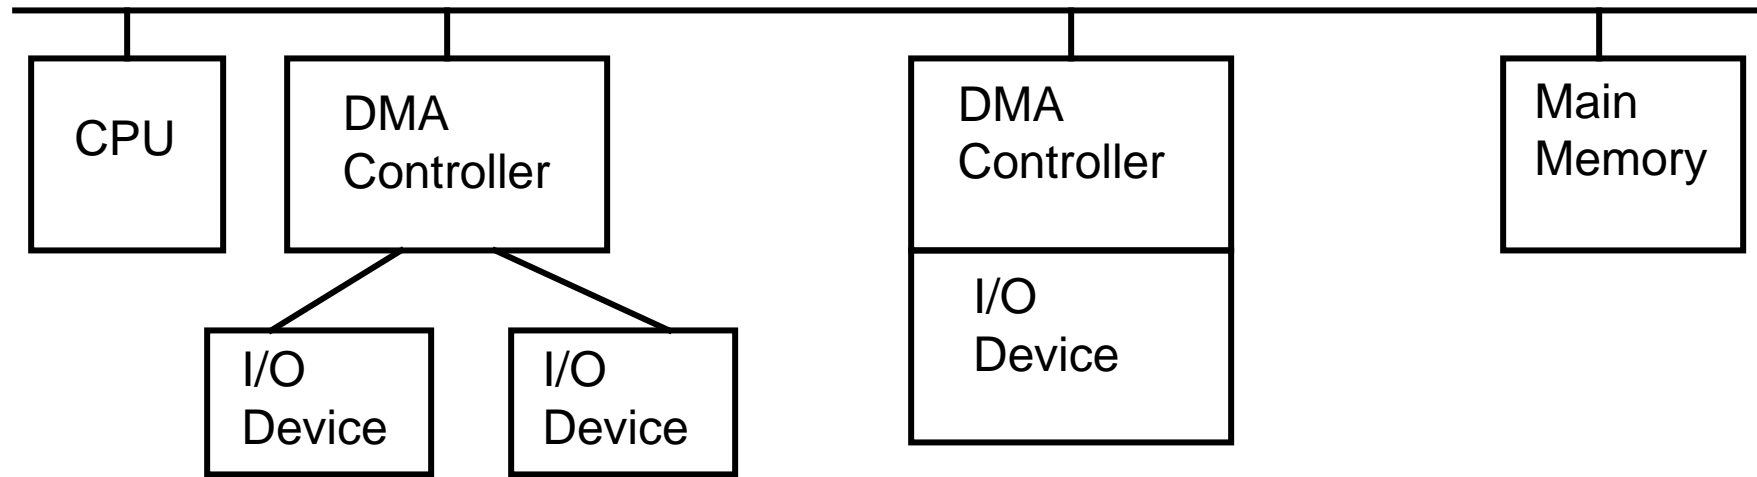 CPU
DMA
Controller
DMA
Controller
Main
Memory
I/O
Device
I/O
Device
I/O
Device